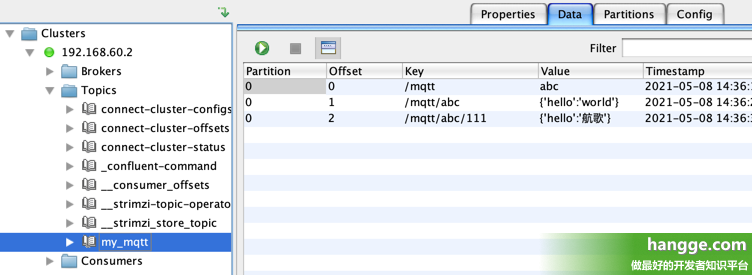 Properties Data Partitions Config
Clusters
192.168.60.2
Brokers
Topics
connect-cluster-configs
connect-cluster-offsets
connect-cluster-status
_confluent-command
__consumer_offsets
__strimzi-topic-operato
__strimzi_store_topic
my_mqtt
Consumers
Filter
Partition Offset Key Value Timestamp
0 0 /mqtt abc 2021-05-08 14:36:
0 1 /mqtt/abc {'hello':'world'} 2021-05-08 14:36:
0 2 /mqtt/abc/111 {'hello':'航歌'} 2021-05-08 14:36:
hangge.com
做最好的开发者知识平台